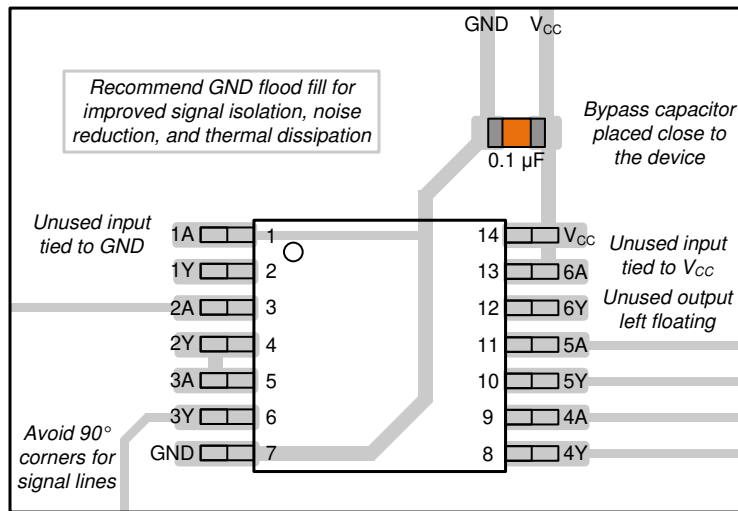 GND VCC
Recommend GND flood fill for
improved signal isolation, noise
reduction, and thermal dissipation
0.1 µF
Bypass capacitor
placed close to
the device
Unused input
tied to GND
1A 1 14 VCC
1Y 2 13 6A
2A 3 12 6Y
2Y 4 11 5A
3A 5 10 5Y
3Y 6 9 4A
GND 7 8 4Y
Unused input
tied to VCC
Unused output
left floating
Avoid 90°
corners for
signal lines